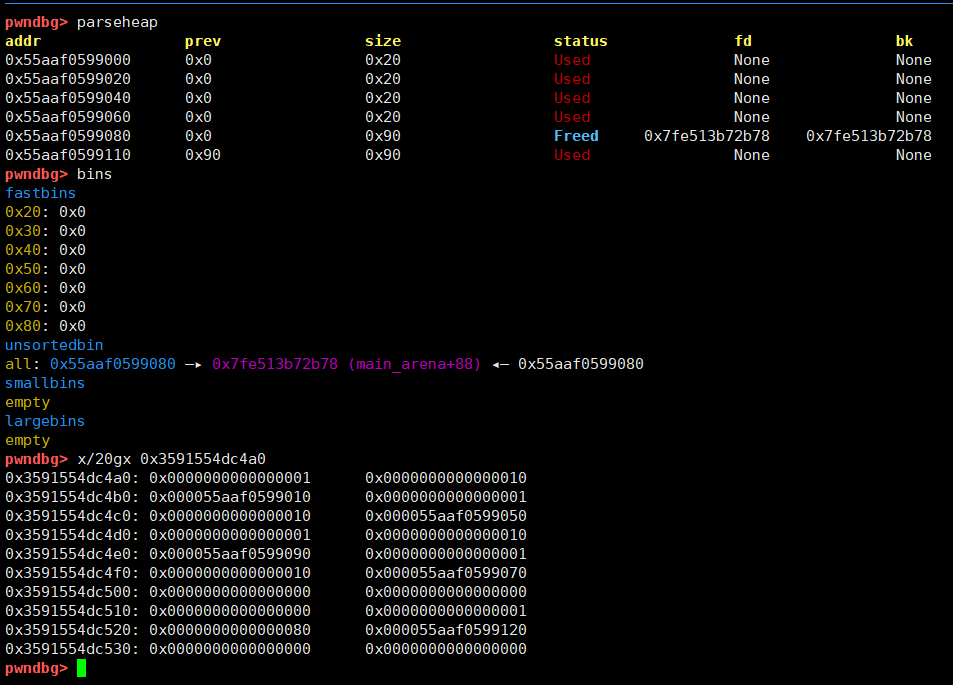 pwndbg> parseheap
addr                prev                size                 status              fd                bk
0x55aaf0599000      0x0                 0x20                 Used                None              None
0x55aaf0599020      0x0                 0x20                 Used                None              None
0x55aaf0599040      0x0                 0x20                 Used                None              None
0x55aaf0599060      0x0                 0x20                 Used                None              None
0x55aaf0599080      0x0                 0x90                 Freed     0x7fe513b72b78    0x7fe513b72b78
0x55aaf0599110      0x90                0x90                 Used                None              None
pwndbg> bins
fastbins
0x20: 0x0
0x30: 0x0
0x40: 0x0
0x50: 0x0
0x60: 0x0
0x70: 0x0
0x80: 0x0
unsortedbin
all: 0x55aaf0599080 —▸ 0x7fe513b72b78 (main_arena+88) ◂— 0x55aaf0599080
smallbins
empty
largebins
empty
pwndbg> x/20gx 0x3591554dc4a0
0x3591554dc4a0: 0x0000000000000001      0x0000000000000010
0x3591554dc4b0: 0x000055aaf0599010      0x0000000000000001
0x3591554dc4c0: 0x0000000000000010      0x000055aaf0599050
0x3591554dc4d0: 0x0000000000000001      0x0000000000000010
0x3591554dc4e0: 0x000055aaf0599090      0x0000000000000001
0x3591554dc4f0: 0x0000000000000010      0x000055aaf0599070
0x3591554dc500: 0x0000000000000000      0x0000000000000000
0x3591554dc510: 0x0000000000000000      0x0000000000000001
0x3591554dc520: 0x0000000000000080      0x000055aaf0599120
0x3591554dc530: 0x0000000000000000      0x0000000000000000
pwndbg>